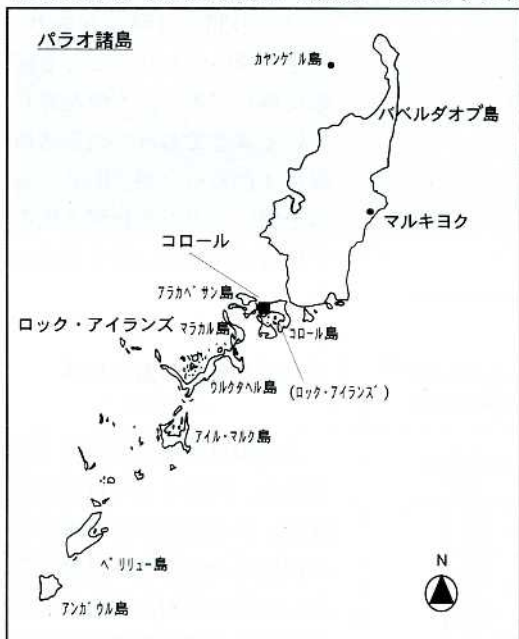 パラオ諸島
カヤンゲル島
バベルダオブ島
マルキョク
コロール
アラカベサン島
ロック・アイランズ
マラカル島
コロール島
ウルクタヘル島
(ロック・アイランズ)
アイル・マルク島
ペリリュー島
N
アンガウル島